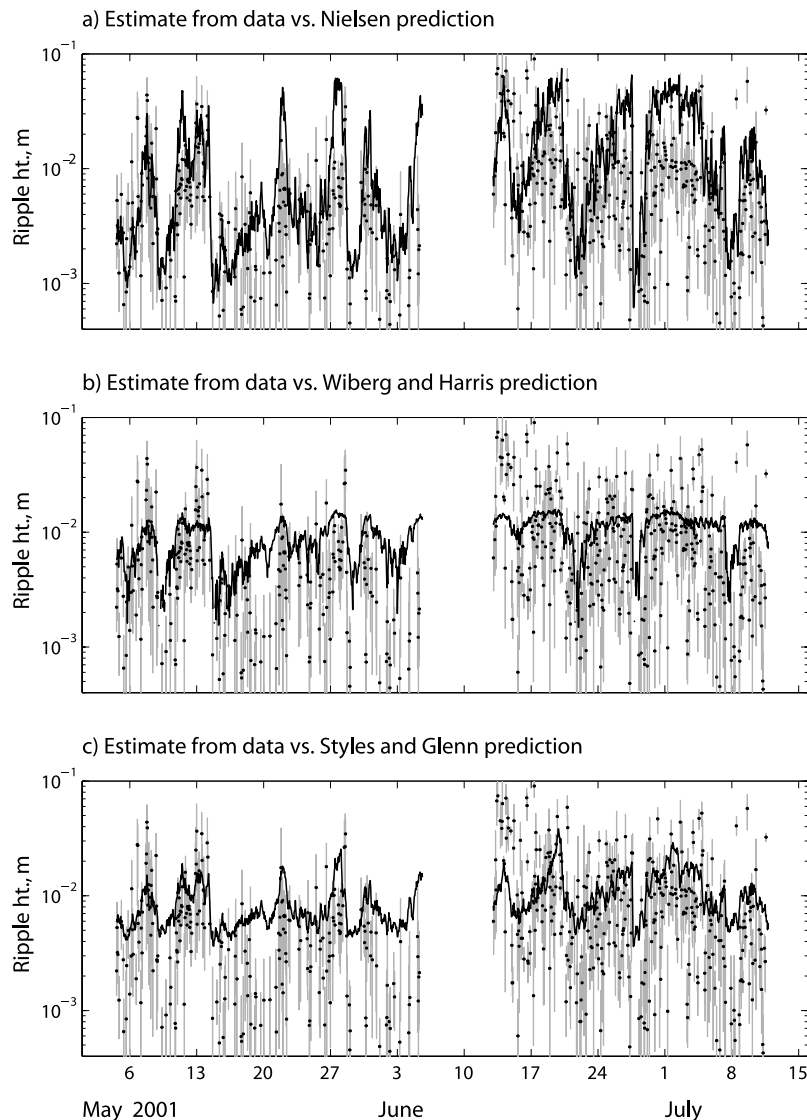 a) Estimate from data vs. Nielsen prediction
10⁻¹
10⁻²
10⁻³
Ripple ht., m
b) Estimate from data vs. Wiberg and Harris prediction
10⁻¹
10⁻²
10⁻³
Ripple ht., m
c) Estimate from data vs. Styles and Glenn prediction
10⁻¹
10⁻²
10⁻³
Ripple ht., m
6 13 20 27 3 10 17 24 1 8 15
May 2001 June July